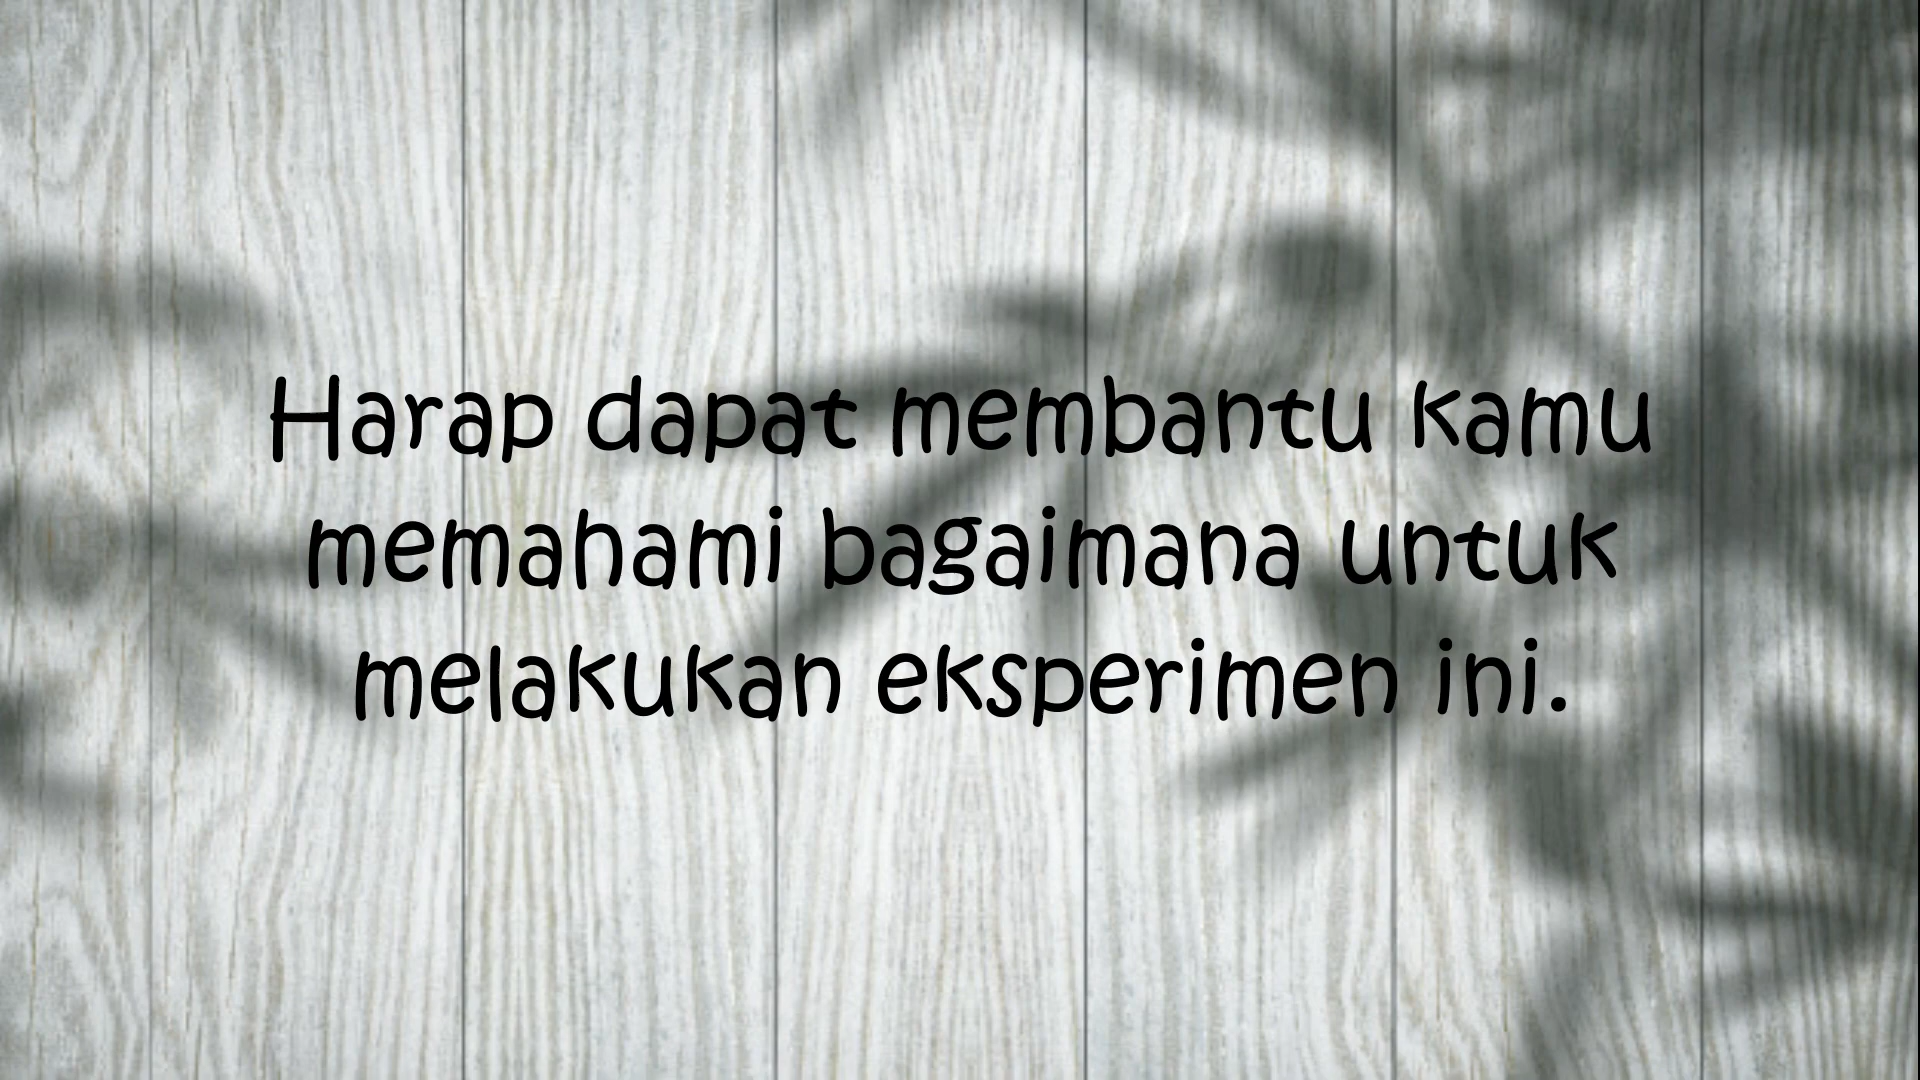 Harap dapat membantu kamu
memahami bagaimana untuk
melakukan eksperimen ini.